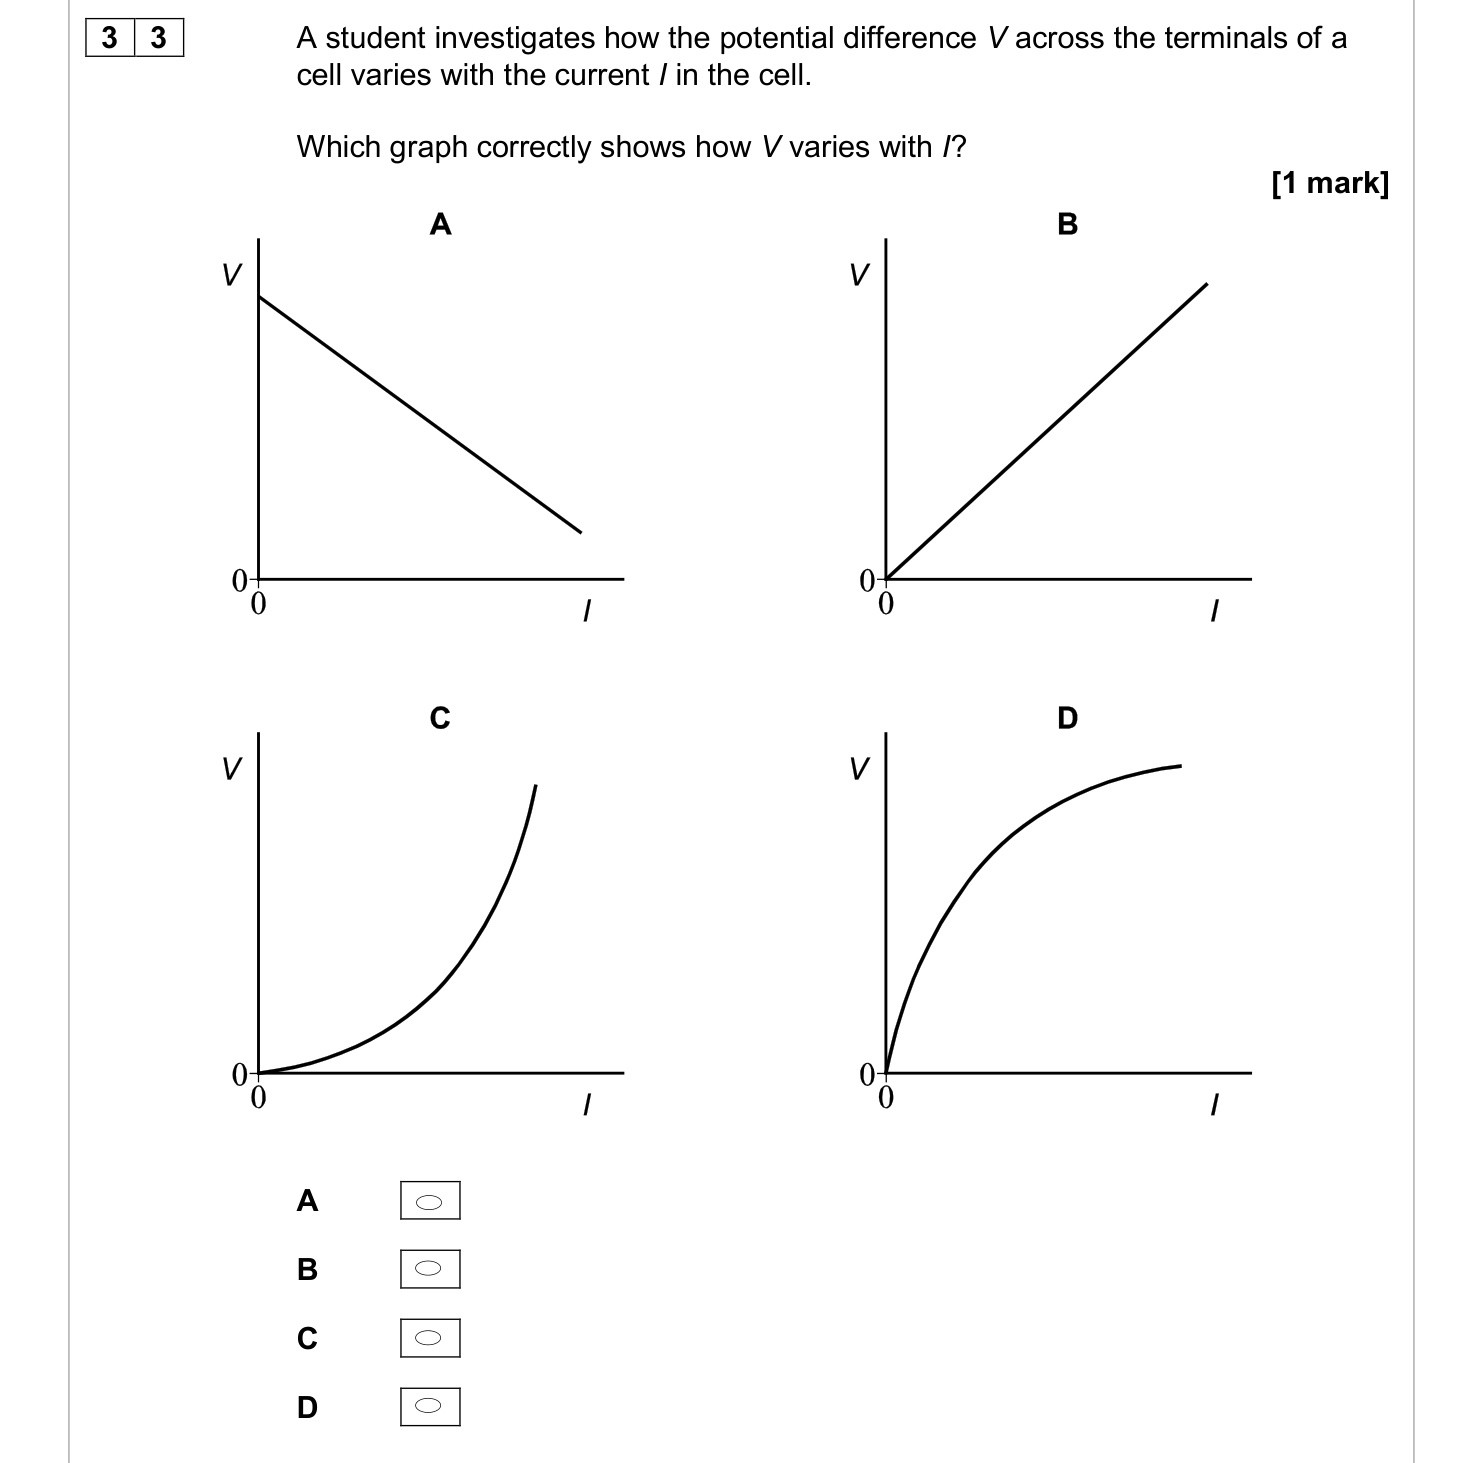 3 3
A student investigates how the potential difference V across the terminals of a
cell varies with the current I in the cell.
Which graph correctly shows how V varies with I?
[1 mark]
A
B
V
V
0
0
0
0
I
I
C
D
V
V
0
0
0
0
I
I
A
B
C
D